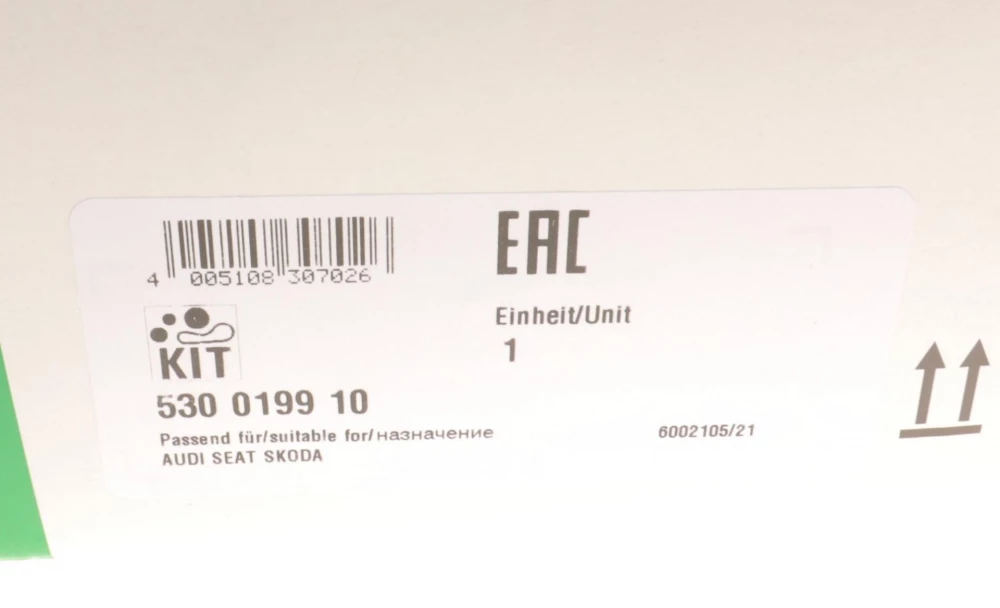 4 005108 307026
EAC
Einheit/Unit
1
KIT
530 0199 10
Passend für/suitable for/назначение
AUDI SEAT SKODA
6002105/21